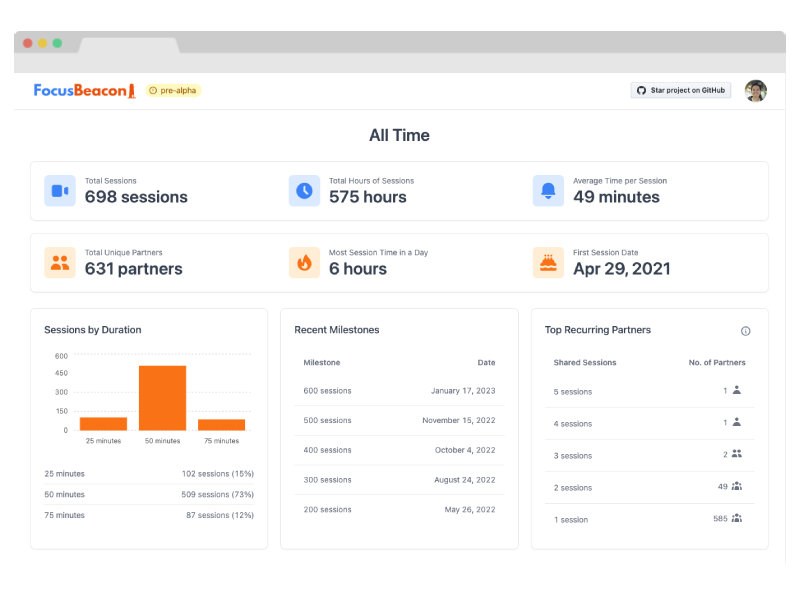 FocusBeacon
pre-alpha
Star project on GitHub
All Time
Total Sessions
698 sessions
Total Hours of Sessions
575 hours
Average Time per Session
49 minutes
Total Unique Partners
631 partners
Most Session Time in a Day
6 hours
First Session Date
Apr 29, 2021
Sessions by Duration
600
450
300
150
0
25 minutes 50 minutes 75 minutes
25 minutes 102 sessions (15%)
50 minutes 509 sessions (73%)
75 minutes 87 sessions (12%)
Recent Milestones
Milestone Date
600 sessions January 17, 2023
500 sessions November 15, 2022
400 sessions October 4, 2022
300 sessions August 24, 2022
200 sessions May 26, 2022
Top Recurring Partners
Shared Sessions No. of Partners
5 sessions 1
4 sessions 1
3 sessions 2
2 sessions 49
1 session 585